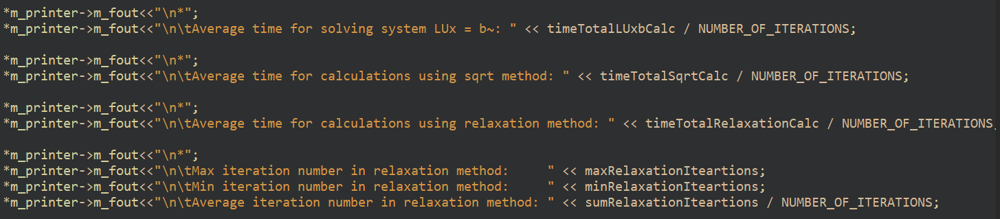 *m_printer->m_fout<<"\n*";
*m_printer->m_fout<<"\n\tAverage time for solving system LUx = b~: " << timeTotalLUxbCalc / NUMBER_OF_ITERATIONS;
*m_printer->m_fout<<"\n*";
*m_printer->m_fout<<"\n\tAverage time for calculations using sqrt method: " << timeTotalSqrtCalc / NUMBER_OF_ITERATIONS;
*m_printer->m_fout<<"\n*";
*m_printer->m_fout<<"\n\tAverage time for calculations using relaxation method: " << timeTotalRelaxationCalc / NUMBER_OF_ITERATIONS
*m_printer->m_fout<<"\n*";
*m_printer->m_fout<<"\n\tMax iteration number in relaxation method:     " << maxRelaxationIteartions;
*m_printer->m_fout<<"\n\tMin iteration number in relaxation method:     " << minRelaxationIteartions;
*m_printer->m_fout<<"\n\tAverage iteration number in relaxation method: " << sumRelaxationIteartions / NUMBER_OF_ITERATIONS;